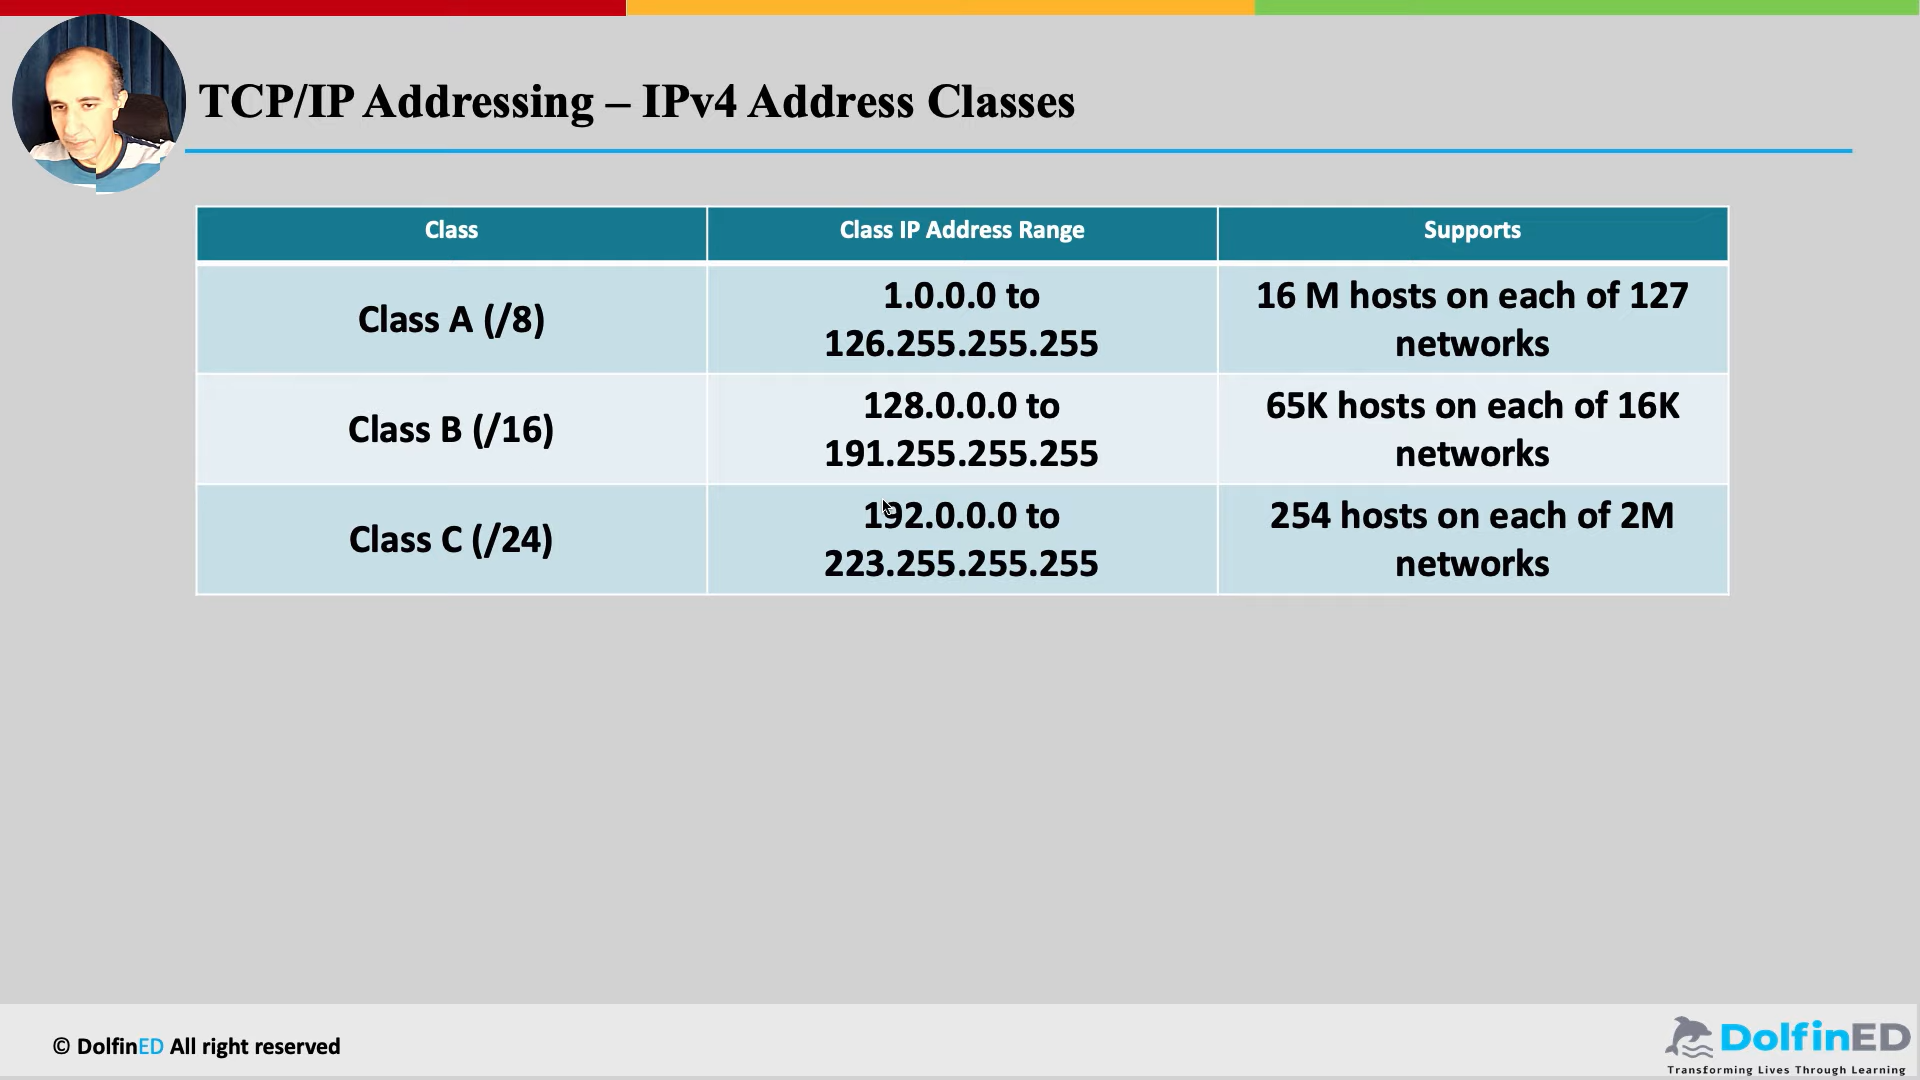 TCP/IP Addressing – IPv4 Address Classes
Class
Class IP Address Range
Supports
Class A (/8)
1.0.0.0 to
126.255.255.255
16 M hosts on each of 127
networks
Class B (/16)
128.0.0.0 to
191.255.255.255
65K hosts on each of 16K
networks
Class C (/24)
192.0.0.0 to
223.255.255.255
254 hosts on each of 2M
networks
© DolfinED All right reserved
DolfinED
Transforming Lives Through Learning